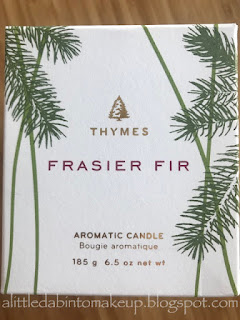 THYMES
FRASIER FIR
AROMATIC CANDLE
Bougie aromatique
185 g 6.5 oz net wt
alittledabintomakeup.blogspot.com